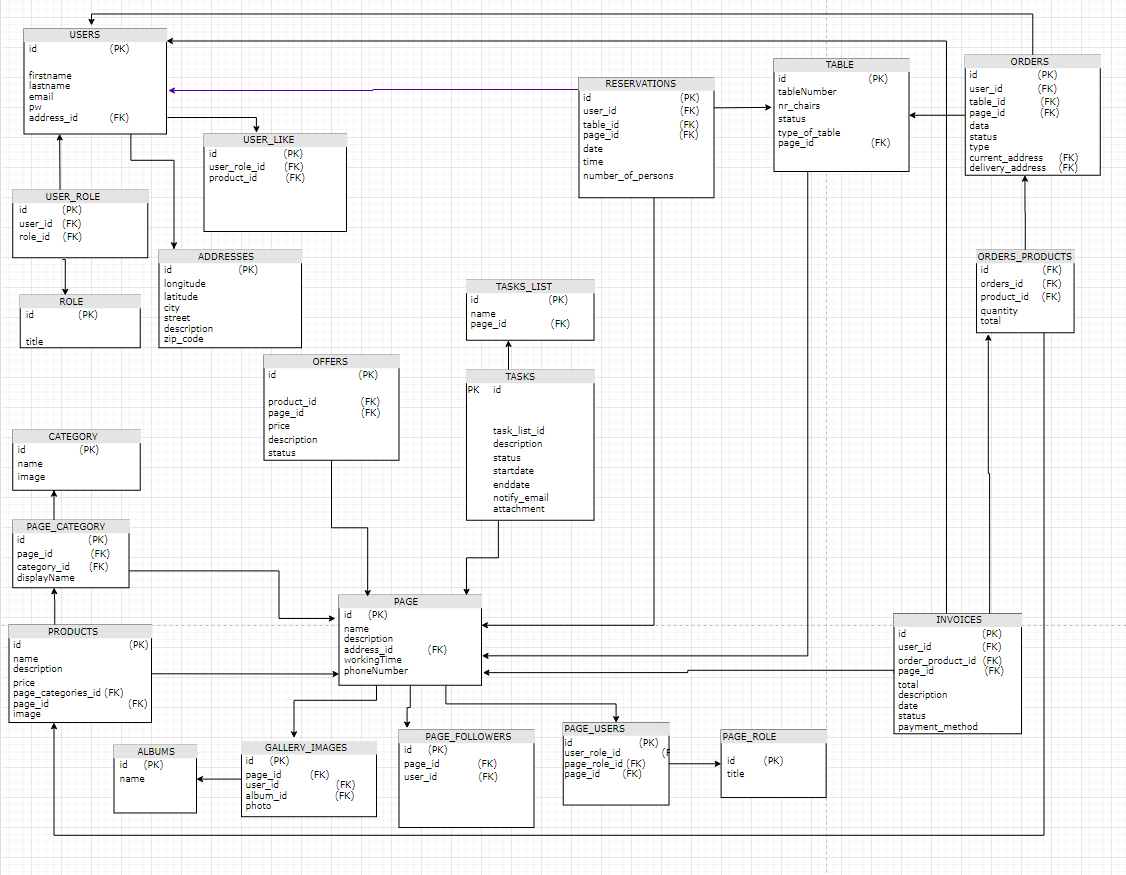 USERS
id (PK)
firstname
lastname
email
pw
address_id (FK)
USER_LIKE
id (PK)
user_role_id (FK)
product_id (FK)
RESERVATIONS
id (PK)
user_id (FK)
table_id (FK)
page_id (FK)
date
time
number_of_persons
TABLE
id (PK)
tableNumber
nr_chairs
status
type_of_table
page_id (FK)
ORDERS
id (PK)
user_id (FK)
table_id (FK)
page_id (FK)
data
status
type
current_address (FK)
delivery_address (FK)
USER_ROLE
id (PK)
user_id (FK)
role_id (FK)
ADDRESSES
id (PK)
longitude
latitude
city
street
description
zip_code
ROLE
id (PK)
title
TASKS_LIST
id (PK)
name
page_id (FK)
ORDERS_PRODUCTS
id (FK)
orders_id (FK)
product_id (FK)
quantity
total
OFFERS
id (PK)
product_id (FK)
page_id (FK)
price
description
status
TASKS
PK id
task_list_id
description
status
startdate
enddate
notify_email
attachment
CATEGORY
id (PK)
name
image
PAGE_CATEGORY
id (PK)
page_id (FK)
category_id (FK)
displayName
PAGE
id (PK)
name
description
address_id (FK)
workingTime
phoneNumber
PRODUCTS
id (PK)
name
description
price
page_categories_id (FK)
page_id (FK)
image
INVOICES
id (PK)
user_id (FK)
order_product_id (FK)
page_id (FK)
total
description
date
status
payment_method
ALBUMS
id (PK)
name
GALLERY_IMAGES
id (PK)
page_id (FK)
user_id (FK)
album_id (FK)
photo
PAGE_FOLLOWERS
id (PK)
page_id (FK)
user_id (FK)
PAGE_USERS
id (PK)
user_role_id (F
page_role_id (FK)
page_id (FK)
PAGE_ROLE
id (PK)
title